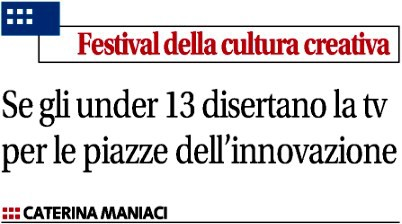 Festival della cultura creativa
Se gli under 13 disertano la tv
per le piazze dell'innovazione
CATERINA MANIACI